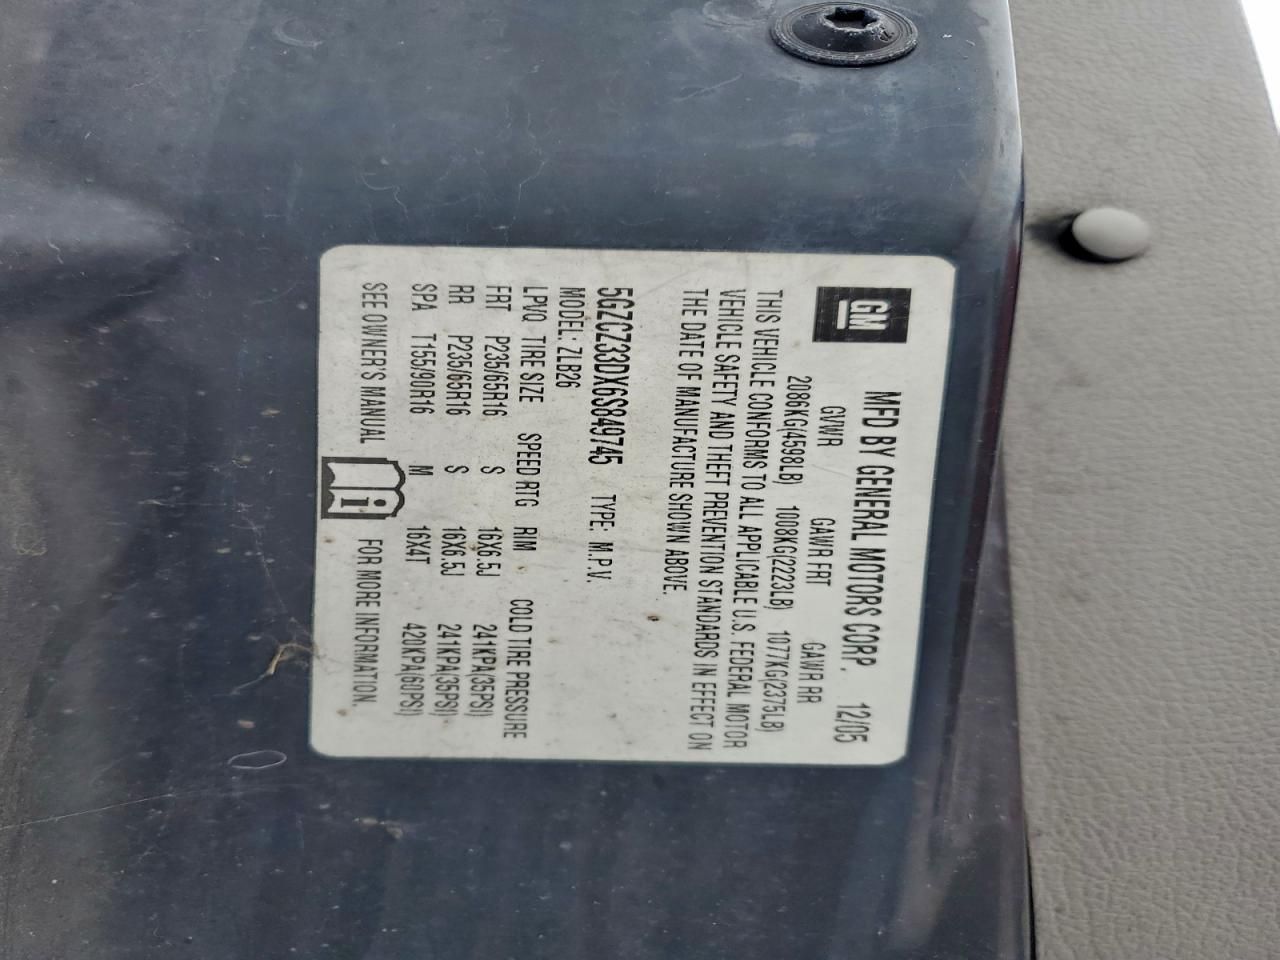 GM
MFD BY GENERAL MOTORS CORP. 12/05
GVWR GAWR FRT GAWR RR
2086KG(4598LB) 1008KG(2223LB) 1077KG(2375LB)
THIS VEHICLE CONFORMS TO ALL APPLICABLE U.S. FEDERAL MOTOR
VEHICLE SAFETY AND THEFT PREVENTION STANDARDS IN EFFECT ON
THE DATE OF MANUFACTURE SHOWN ABOVE.
5GZCZ33DX6S849745 TYPE: M.P.V.
MODEL: ZLB26
LPVQ TIRE SIZE SPEED RTG RIM COLD TIRE PRESSURE
FRT P235/65R16 S 16X6.5J 241KPA(35PSI)
RR P235/65R16 S 16X6.5J 241KPA(35PSI)
SPA T155/90R16 M 16X4T 420KPA(60PSI)
SEE OWNER'S MANUAL i FOR MORE INFORMATION.